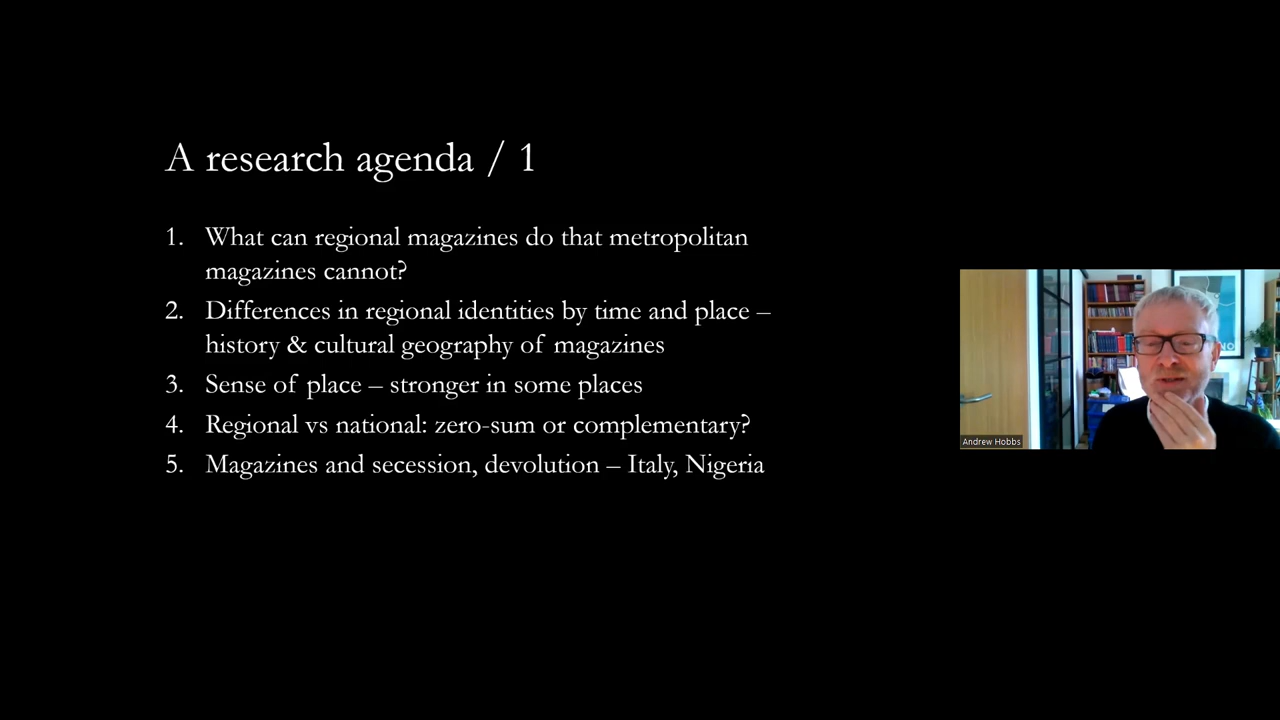 A research agenda / 1
1. What can regional magazines do that metropolitan
magazines cannot?
2. Differences in regional identities by time and place –
history & cultural geography of magazines
3. Sense of place – stronger in some places
4. Regional vs national: zero-sum or complementary?
5. Magazines and secession, devolution – Italy, Nigeria
Andrew Hobbs